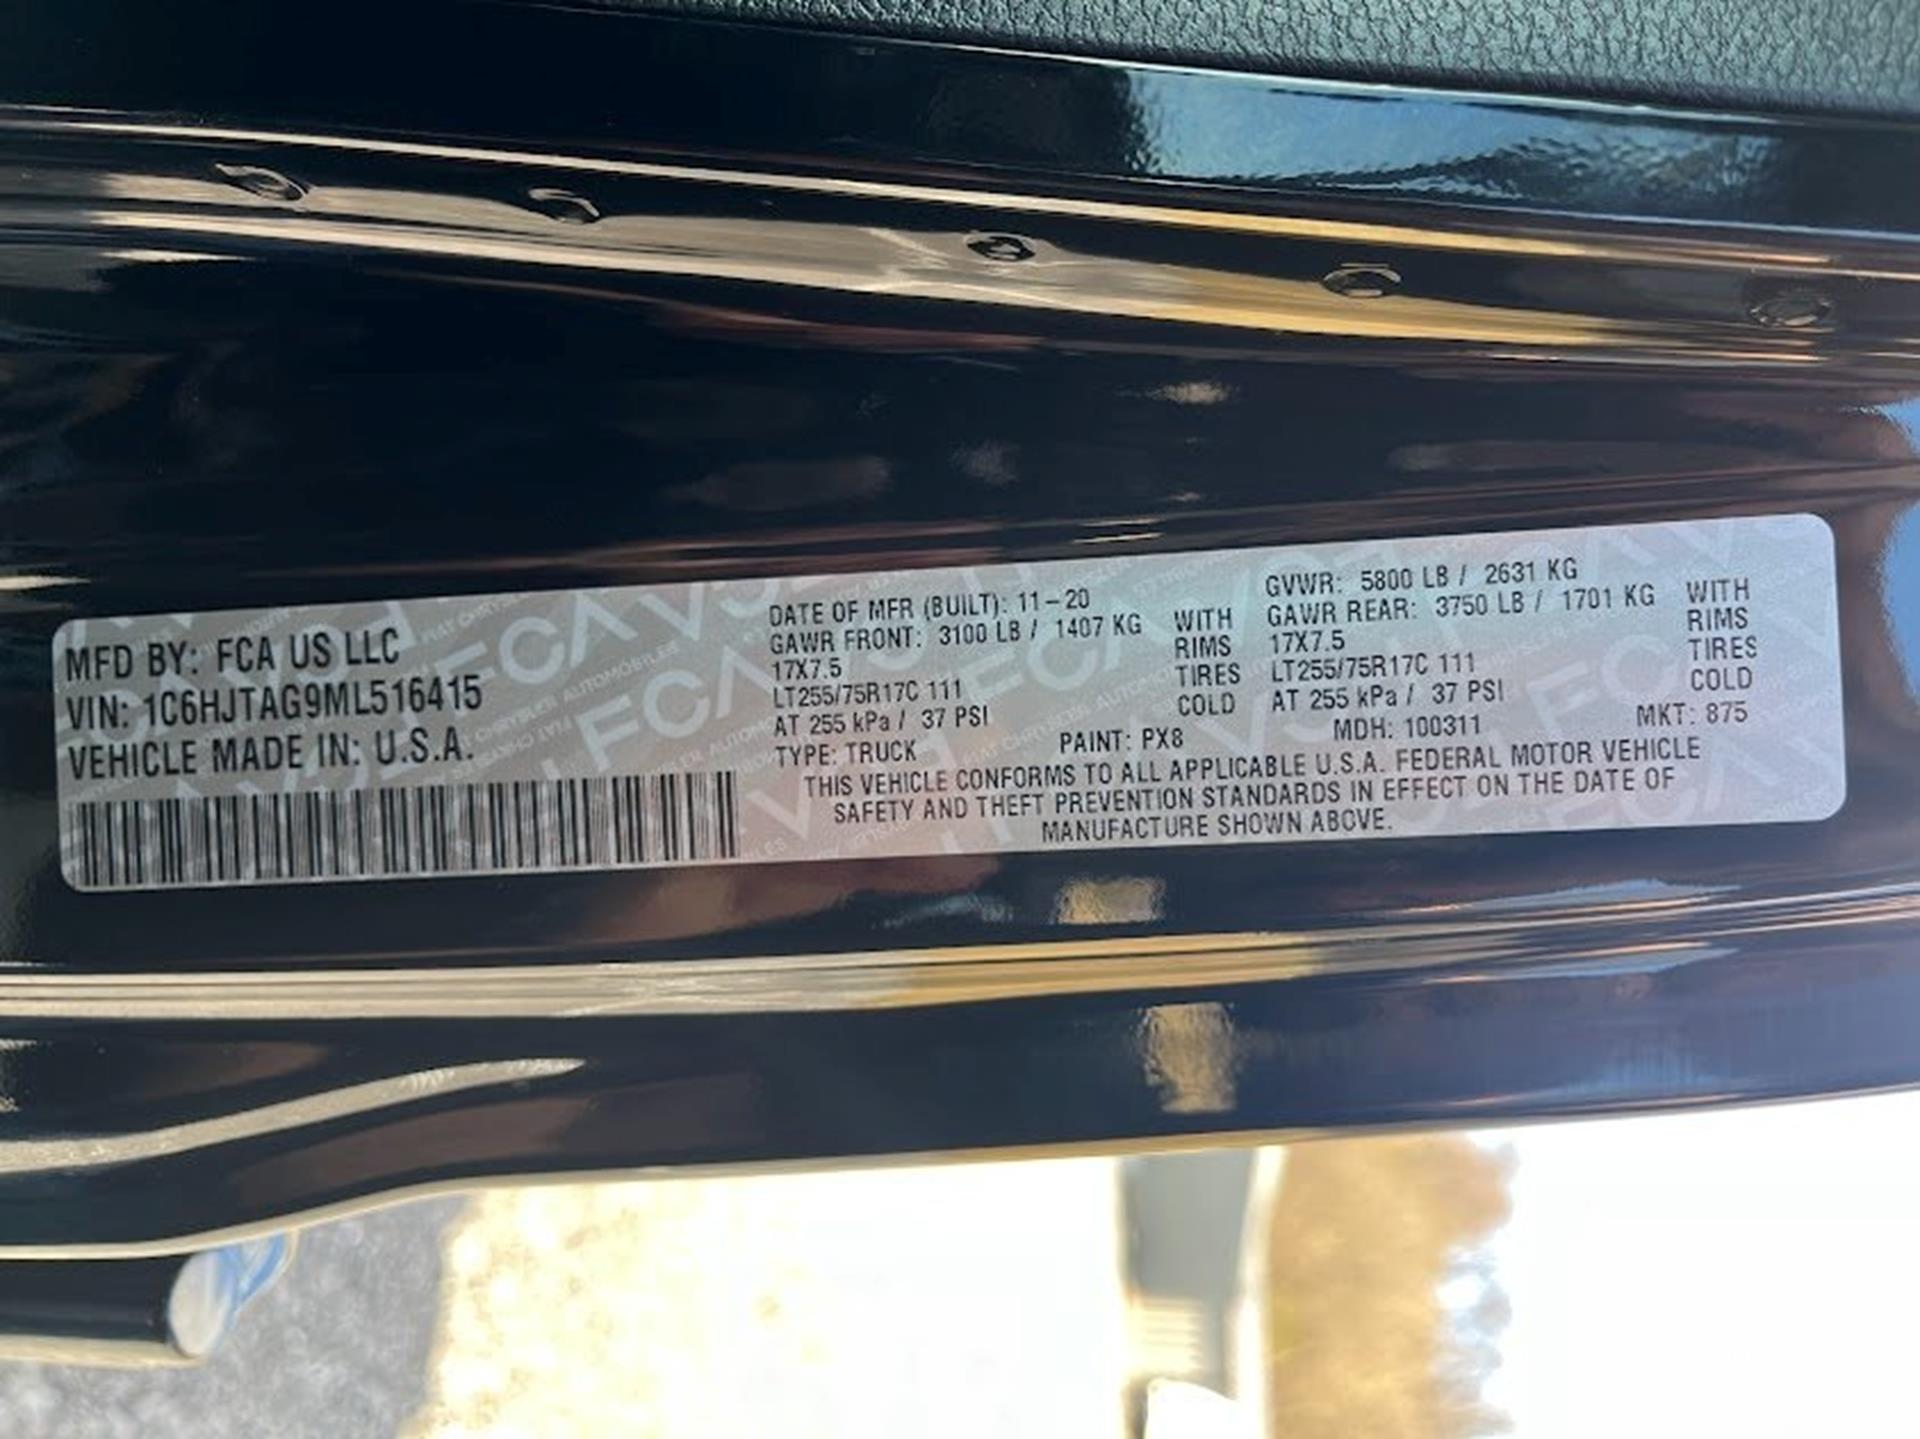 MFD BY: FCA US LLC
VIN: 1C6HJTAG9ML516415
VEHICLE MADE IN: U.S.A.
DATE OF MFR (BUILT): 11-20
GAWR FRONT: 3100 LB / 1407 KG WITH
17X7.5 RIMS
LT255/75R17C 111 TIRES
AT 255 kPa / 37 PSI COLD
GVWR: 5800 LB / 2631 KG
GAWR REAR: 3750 LB / 1701 KG WITH
17X7.5 RIMS
LT255/75R17C 111 TIRES
AT 255 kPa / 37 PSI COLD
TYPE: TRUCK PAINT: PX8 MDH: 100311 MKT: 875
THIS VEHICLE CONFORMS TO ALL APPLICABLE U.S.A. FEDERAL MOTOR VEHICLE
SAFETY AND THEFT PREVENTION STANDARDS IN EFFECT ON THE DATE OF
MANUFACTURE SHOWN ABOVE.